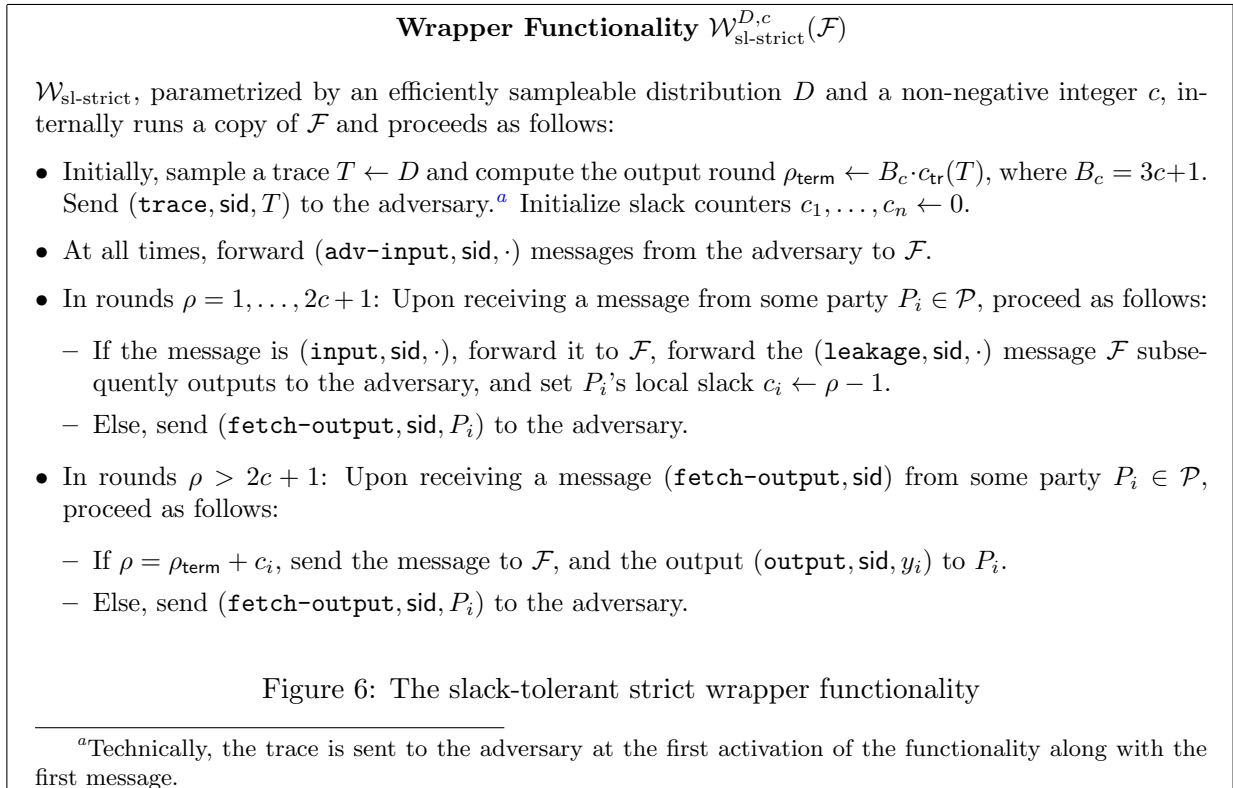 Wrapper Functionality 𝒲_{sl-strict}^{D,c}(ℱ)
𝒲_{sl-strict}, parametrized by an efficiently sampleable distribution D and a non-negative integer c, in-
ternally runs a copy of ℱ and proceeds as follows:
• Initially, sample a trace T ← D and compute the output round ρ_{term} ← B_c · c_{tr}(T), where B_c = 3c+1.
Send (trace, sid, T) to the adversary.^a Initialize slack counters c_1, . . . , c_n ← 0.
• At all times, forward (adv-input, sid, ·) messages from the adversary to ℱ.
• In rounds ρ = 1, . . . , 2c + 1: Upon receiving a message from some party P_i ∈ 𝒫, proceed as follows:
– If the message is (input, sid, ·), forward it to ℱ, forward the (leakage, sid, ·) message ℱ subse-
quently outputs to the adversary, and set P_i's local slack c_i ← ρ − 1.
– Else, send (fetch-output, sid, P_i) to the adversary.
• In rounds ρ > 2c + 1: Upon receiving a message (fetch-output, sid) from some party P_i ∈ 𝒫,
proceed as follows:
– If ρ = ρ_{term} + c_i, send the message to ℱ, and the output (output, sid, y_i) to P_i.
– Else, send (fetch-output, sid, P_i) to the adversary.
Figure 6: The slack-tolerant strict wrapper functionality
^aTechnically, the trace is sent to the adversary at the first activation of the functionality along with the
first message.